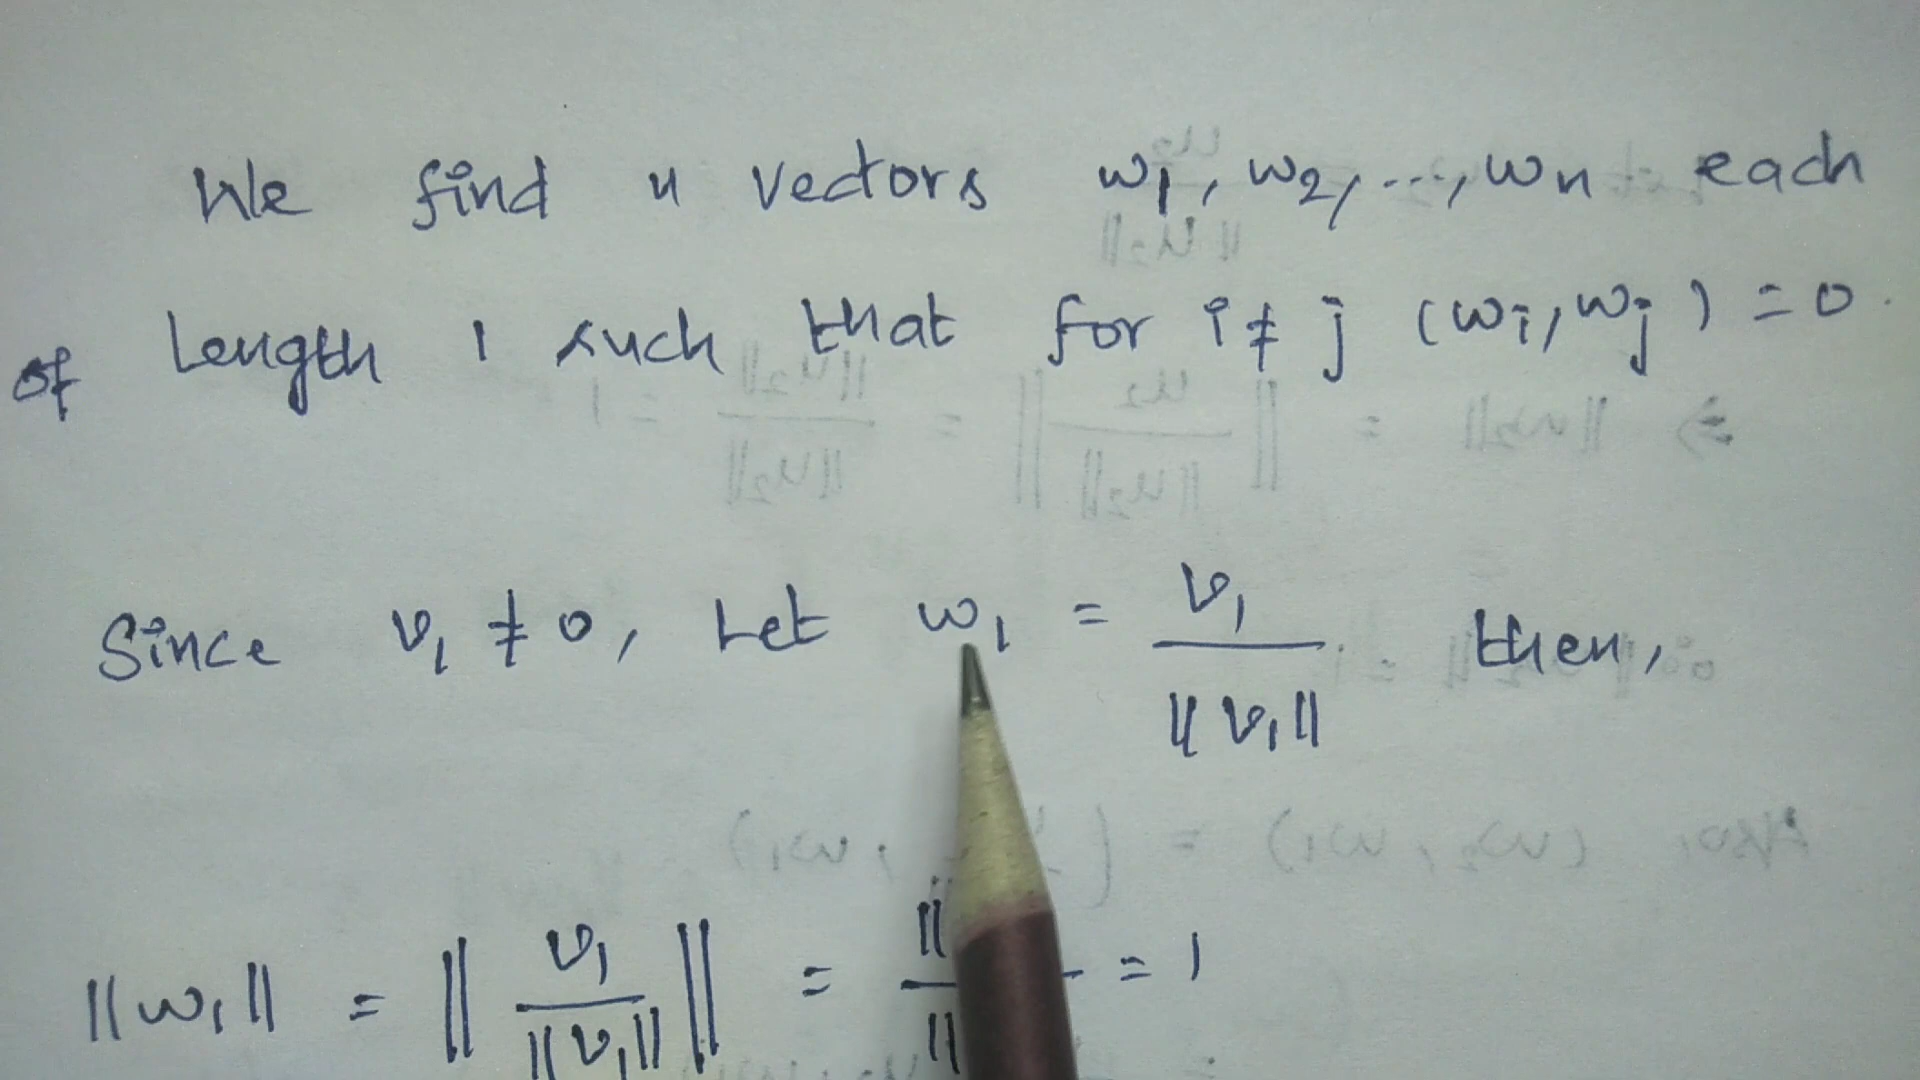 We find n vectors w₁, w₂, ..., wₙ each
of length 1 such that for i ≠ j (wᵢ, wⱼ) = 0.
Since v₁ ≠ 0, Let w₁ = v₁ / ||v₁|| then,
||w₁|| = || v₁ / ||v₁|| || = || / || = 1